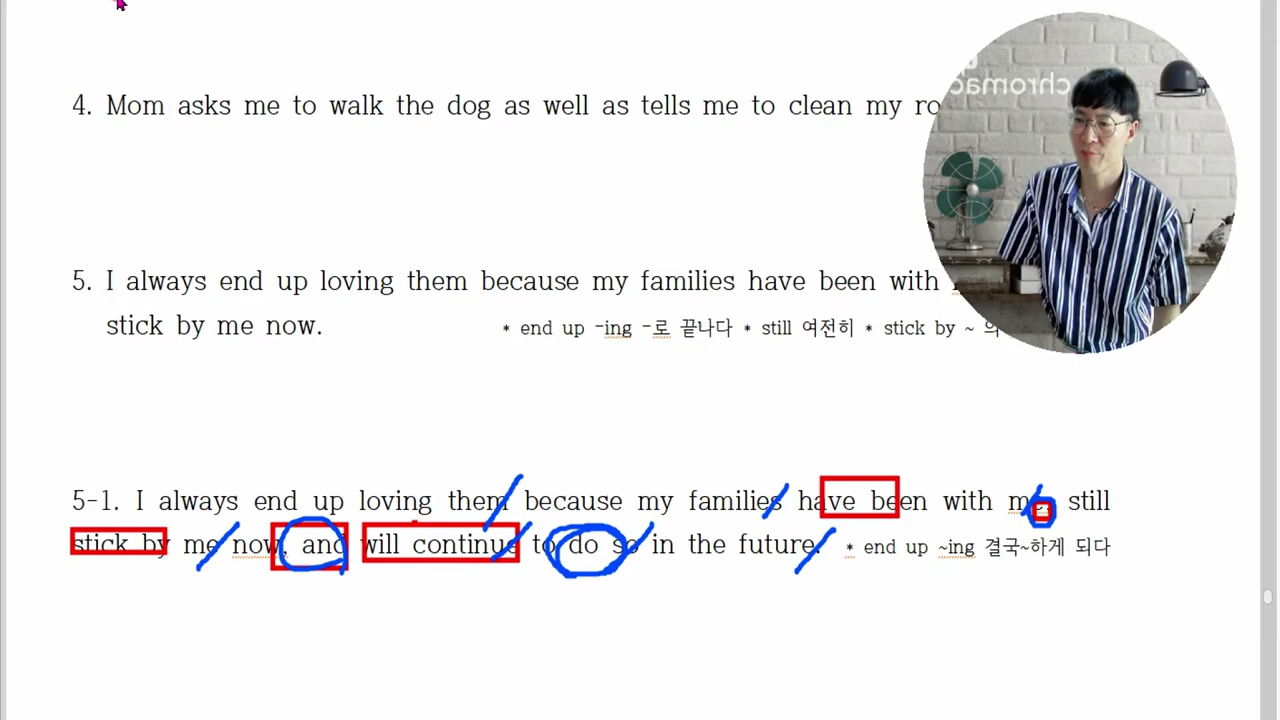 chromac
4. Mom asks me to walk the dog as well as tells me to clean my
5. I always end up loving them because my families have been with
stick by me now. * end up -ing -로 끝나다 * still 여전히 * stick by ~ 의
5-1. I always end up loving them because my families have been with me, still
stick by me now, and will continue to do so in the future. * end up ~ing 결국~하게 되다